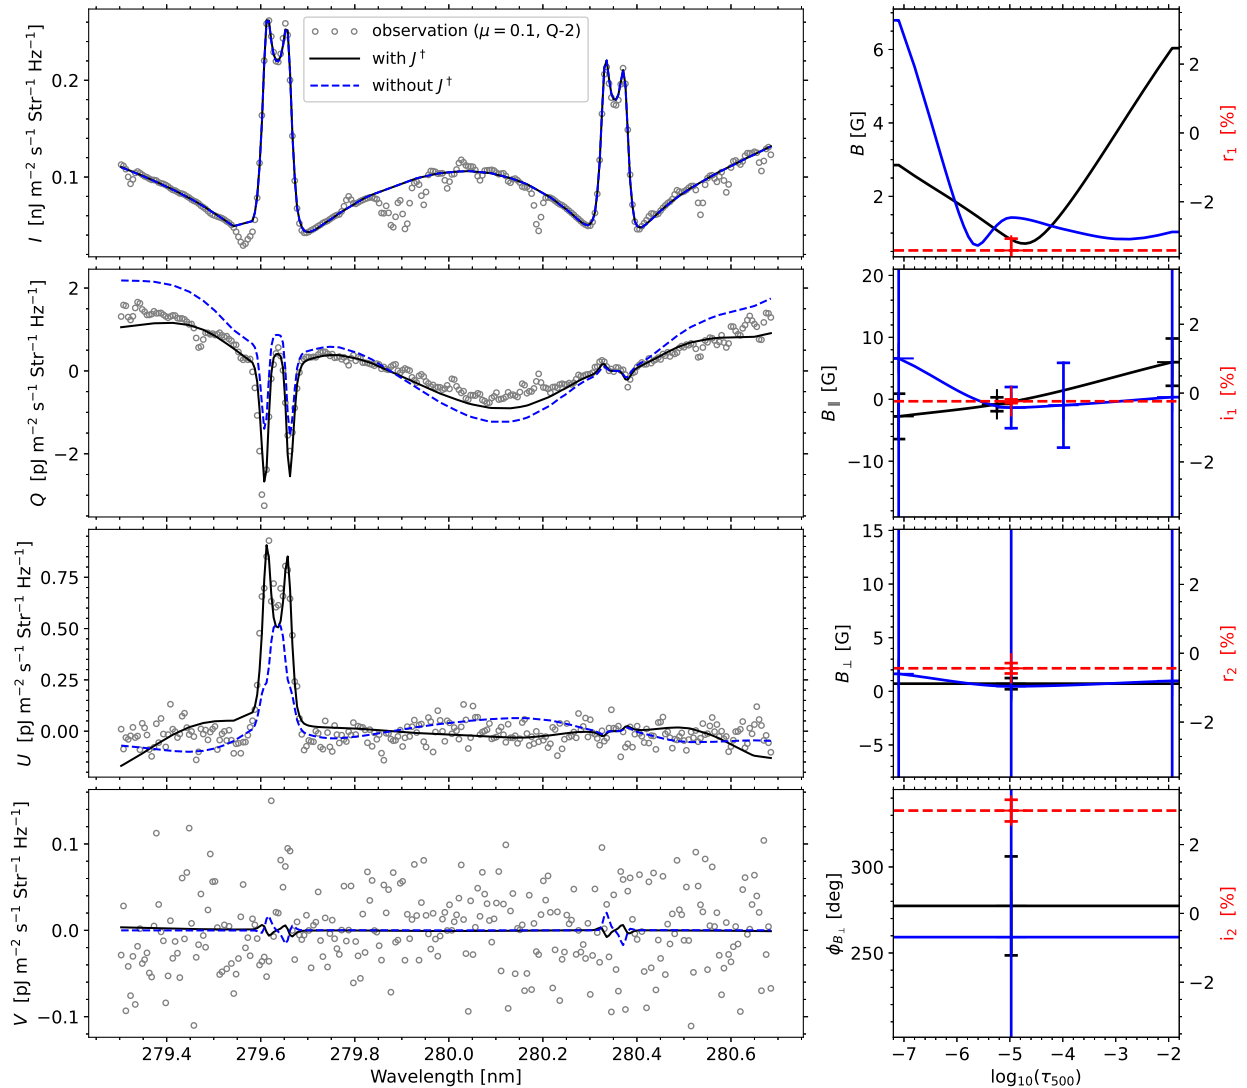 observation (μ = 0.1, Q-2)
with J†
without J†
I [nJ m−2 s−1 Str−1 Hz−1]
0.2
0.1
B [G]
6
4
2
2
0
−2
r1 [%]
Q [pJ m−2 s−1 Str−1 Hz−1]
2
0
−2
B∥ [G]
20
10
0
−10
2
0
−2
i1 [%]
U [pJ m−2 s−1 Str−1 Hz−1]
0.75
0.50
0.25
0.00
B⊥ [G]
15
10
5
0
−5
2
0
−2
r2 [%]
V [pJ m−2 s−1 Str−1 Hz−1]
0.1
0.0
−0.1
ϕB⊥ [deg]
300
250
2
0
−2
i2 [%]
279.4 279.6 279.8 280.0 280.2 280.4 280.6
Wavelength [nm]
−7 −6 −5 −4 −3 −2
log10(τ500)